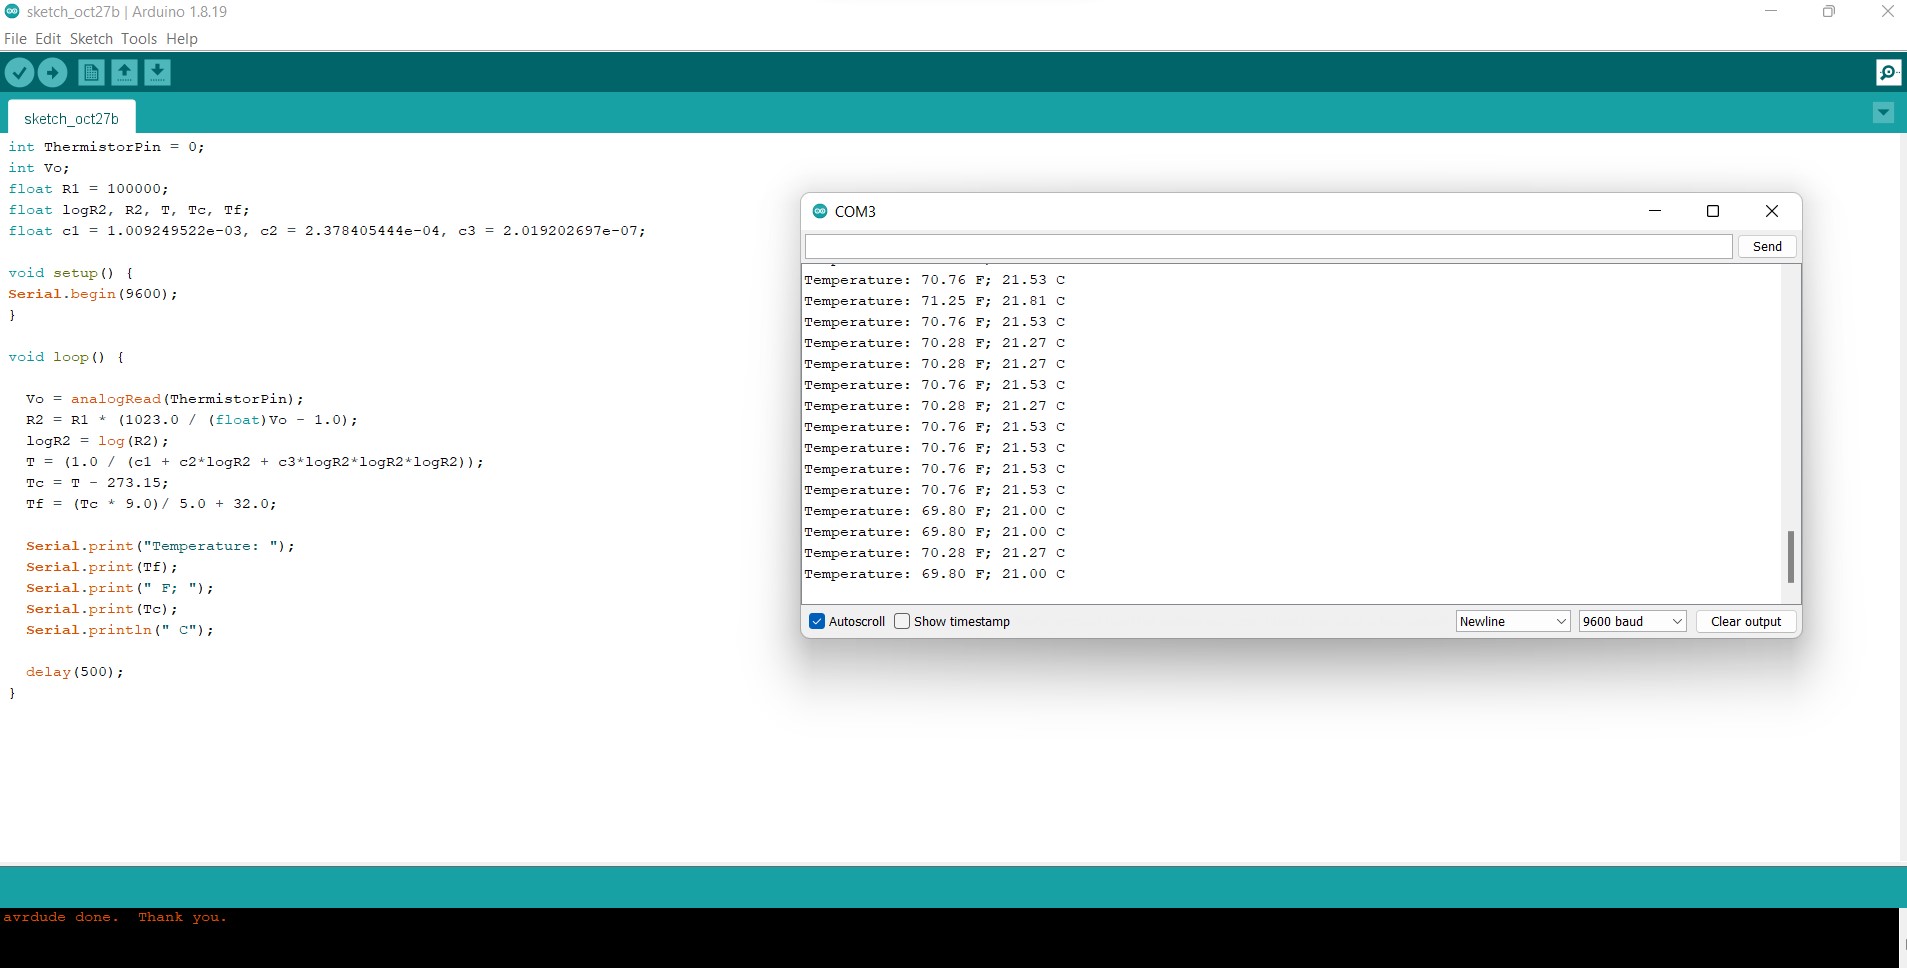 sketch_oct27b | Arduino 1.8.19
File Edit Sketch Tools Help
sketch_oct27b
int ThermistorPin = 0;
int Vo;
float R1 = 100000;
float logR2, R2, T, Tc, Tf;
float c1 = 1.009249522e-03, c2 = 2.378405444e-04, c3 = 2.019202697e-07;
void setup() {
Serial.begin(9600);
}
void loop() {
Vo = analogRead(ThermistorPin);
R2 = R1 * (1023.0 / (float)Vo - 1.0);
logR2 = log(R2);
T = (1.0 / (c1 + c2*logR2 + c3*logR2*logR2*logR2));
Tc = T - 273.15;
Tf = (Tc * 9.0)/ 5.0 + 32.0;
Serial.print("Temperature: ");
Serial.print(Tf);
Serial.print(" F; ");
Serial.print(Tc);
Serial.println(" C");
delay(500);
}
COM3
Send
Temperature: 70.76 F; 21.53 C
Temperature: 71.25 F; 21.81 C
Temperature: 70.76 F; 21.53 C
Temperature: 70.28 F; 21.27 C
Temperature: 70.28 F; 21.27 C
Temperature: 70.76 F; 21.53 C
Temperature: 70.28 F; 21.27 C
Temperature: 70.76 F; 21.53 C
Temperature: 70.76 F; 21.53 C
Temperature: 70.76 F; 21.53 C
Temperature: 70.76 F; 21.53 C
Temperature: 69.80 F; 21.00 C
Temperature: 69.80 F; 21.00 C
Temperature: 70.28 F; 21.27 C
Temperature: 69.80 F; 21.00 C
Autoscroll Show timestamp Newline 9600 baud Clear output
avrdude done.  Thank you.